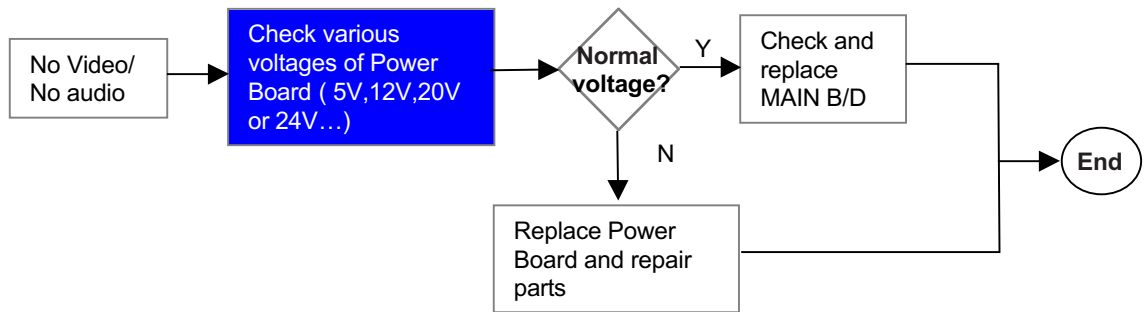 No Video/
No audio
Check various
voltages of Power
Board ( 5V,12V,20V
or 24V…)
Normal
voltage?
Y
Check and
replace
MAIN B/D
N
Replace Power
Board and repair
parts
End